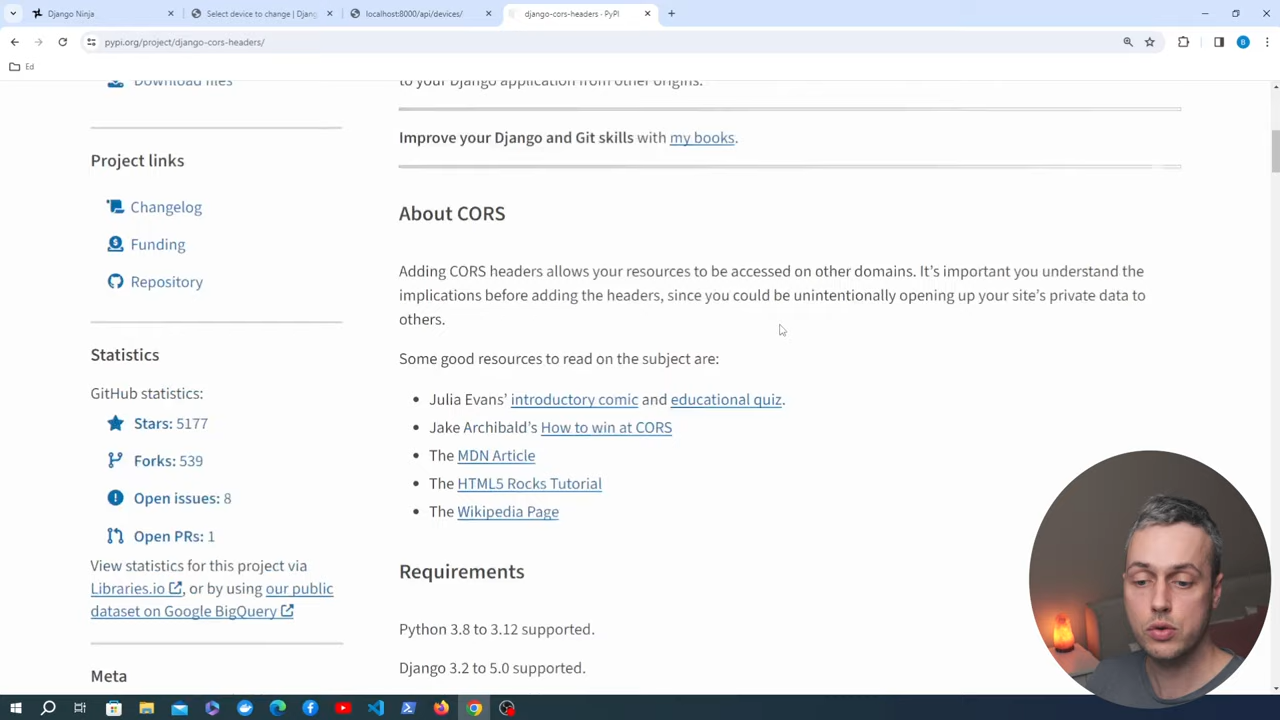 Django Ninja
Select device to change | Djang
localhost:8000/api/devices/
django-cors-headers · PyPI
pypi.org/project/django-cors-headers/
B
Ed
Download files
to your Django application from other origins.
Improve your Django and Git skills with my books.
Project links
Changelog
Funding
Repository
About CORS
Adding CORS headers allows your resources to be accessed on other domains. It's important you understand the
implications before adding the headers, since you could be unintentionally opening up your site's private data to
others.
Statistics
GitHub statistics:
Stars: 5177
Forks: 539
Open issues: 8
Open PRs: 1
View statistics for this project via
Libraries.io, or by using our public
dataset on Google BigQuery
Some good resources to read on the subject are:
• Julia Evans' introductory comic and educational quiz.
• Jake Archibald's How to win at CORS
• The MDN Article
• The HTML5 Rocks Tutorial
• The Wikipedia Page
Requirements
Python 3.8 to 3.12 supported.
Django 3.2 to 5.0 supported.
Meta